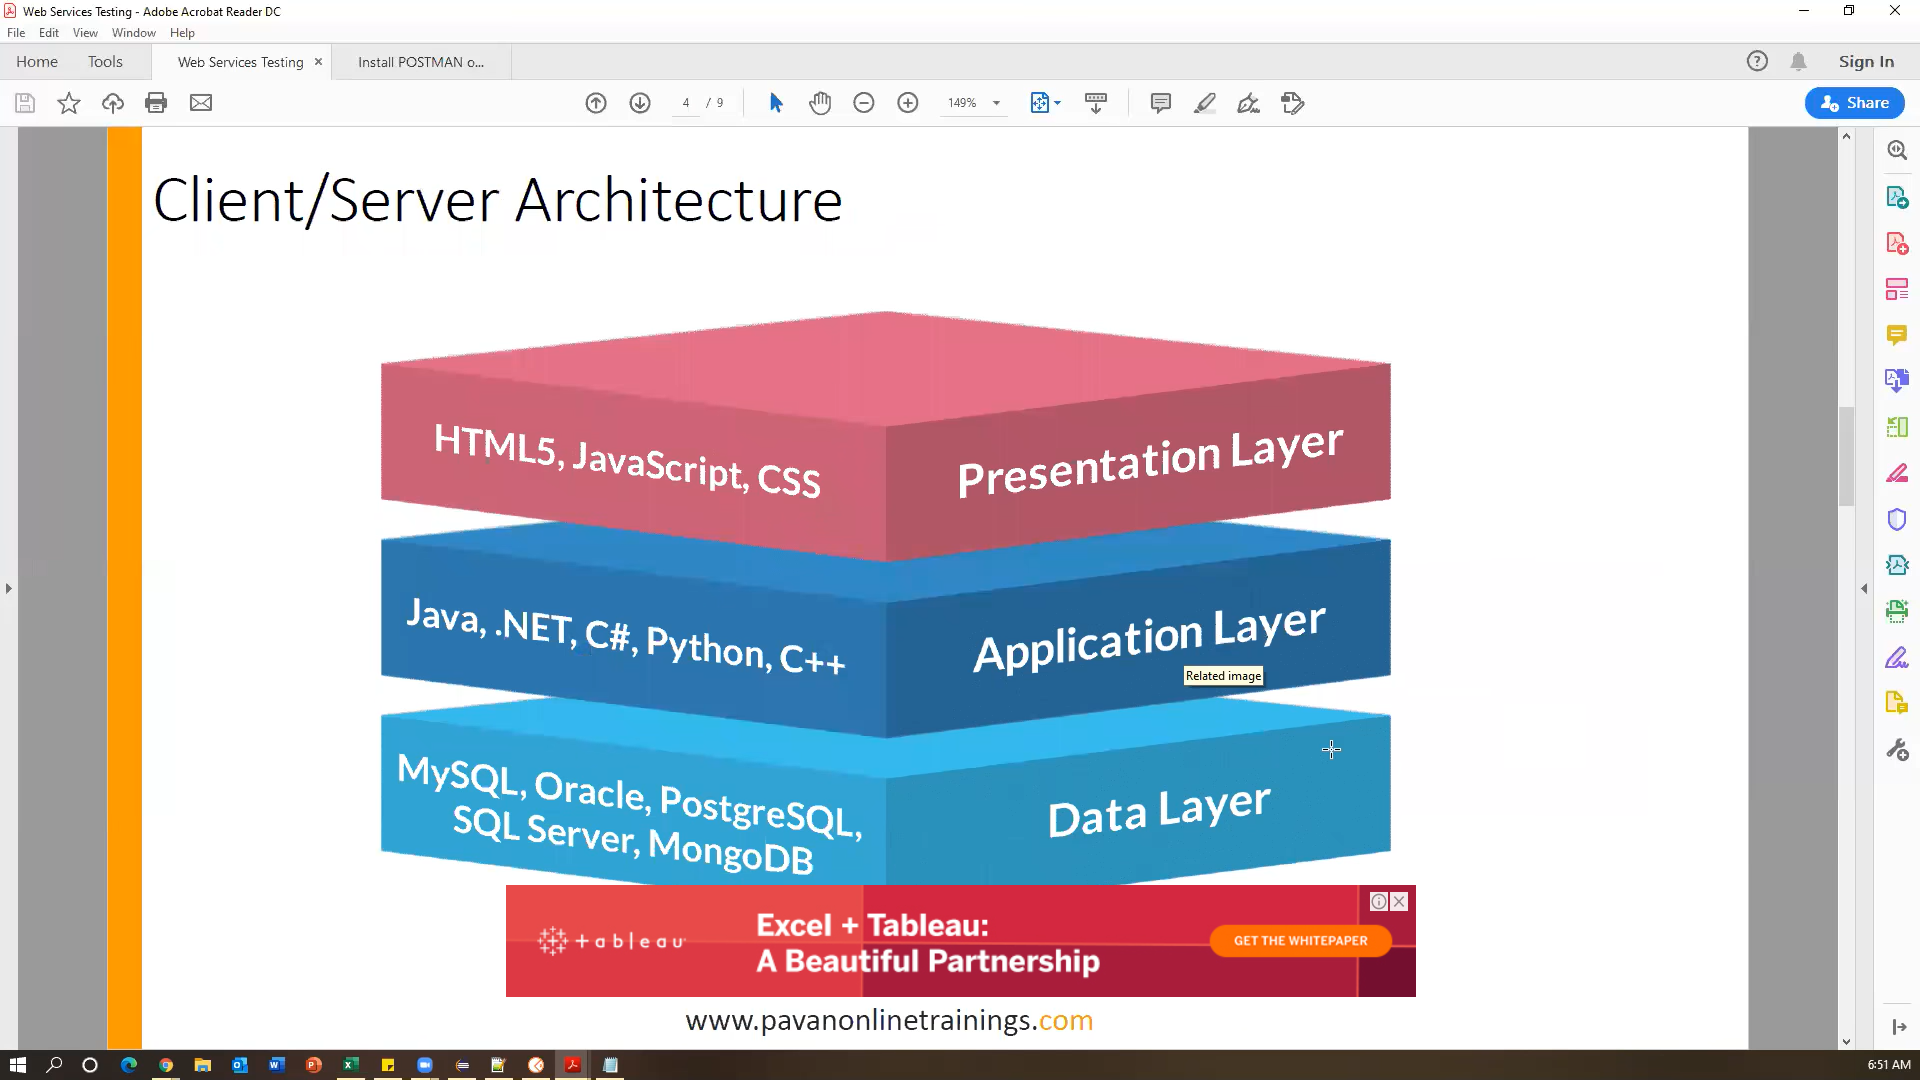 Web Services Testing - Adobe Acrobat Reader DC
File Edit View Window Help
Home Tools Web Services Testing × Install POSTMAN o... Sign In
4 / 9 149% Share
Client/Server Architecture
HTML5, JavaScript, CSS
Presentation Layer
Java, .NET, C#, Python, C++
Application Layer
Related image
MySQL, Oracle, PostgreSQL,
SQL Server, MongoDB
Data Layer
+ableau
Excel + Tableau:
A Beautiful Partnership
GET THE WHITEPAPER
www.pavanonlinetrainings.com
6:51 AM